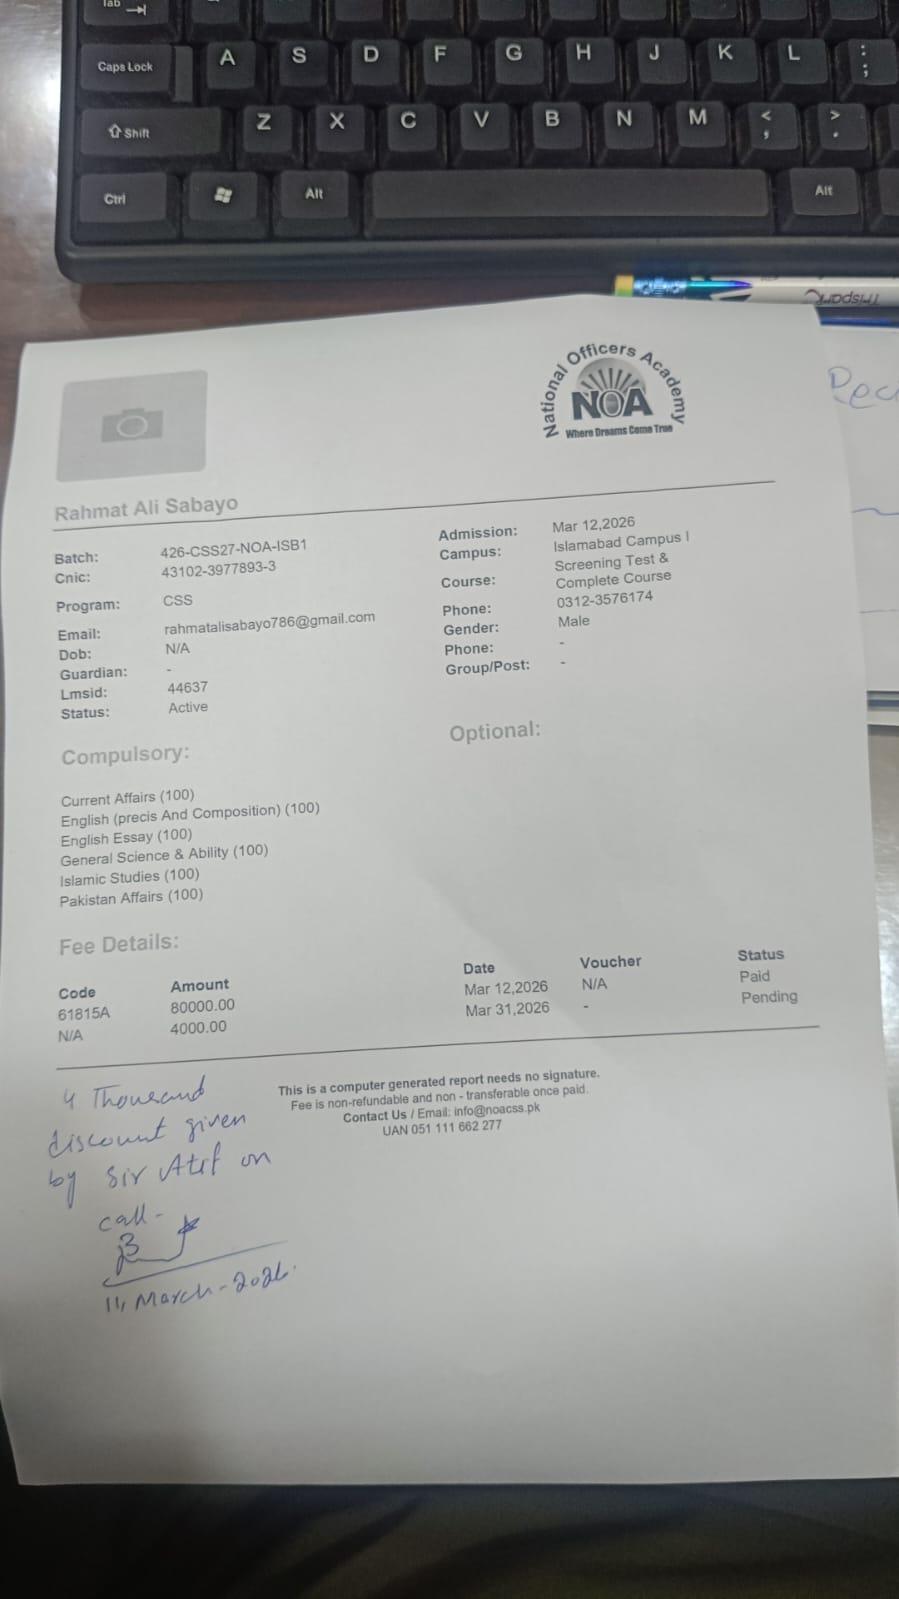 Tab
Caps Lock A S D F G H J K L : ;
Shift Z X C V B N M < , > .
Ctrl Alt Alt
National Officers Academy
NOA
Where Dreams Come True
Rahmat Ali Sabayo
Batch: 426-CSS27-NOA-ISB1
Cnic: 43102-3977893-3
Program: CSS
Email: rahmatalisabayo786@gmail.com
Dob: N/A
Guardian: -
Lmsid: 44637
Status: Active
Admission: Mar 12,2026
Campus: Islamabad Campus I
Course: Screening Test &
Complete Course
Phone: 0312-3576174
Gender: Male
Phone: -
Group/Post: -
Compulsory:
Optional:
Current Affairs (100)
English (precis And Composition) (100)
English Essay (100)
General Science & Ability (100)
Islamic Studies (100)
Pakistan Affairs (100)
Fee Details:
Code Amount Date Voucher Status
61815A 80000.00 Mar 12,2026 N/A Paid
N/A 4000.00 Mar 31,2026 - Pending
This is a computer generated report needs no signature.
Fee is non-refundable and non - transferable once paid.
Contact Us / Email: info@noacss.pk
UAN 051 111 662 277
4 Thousand
discount given
by Sir Atif on
call-
March-2026.